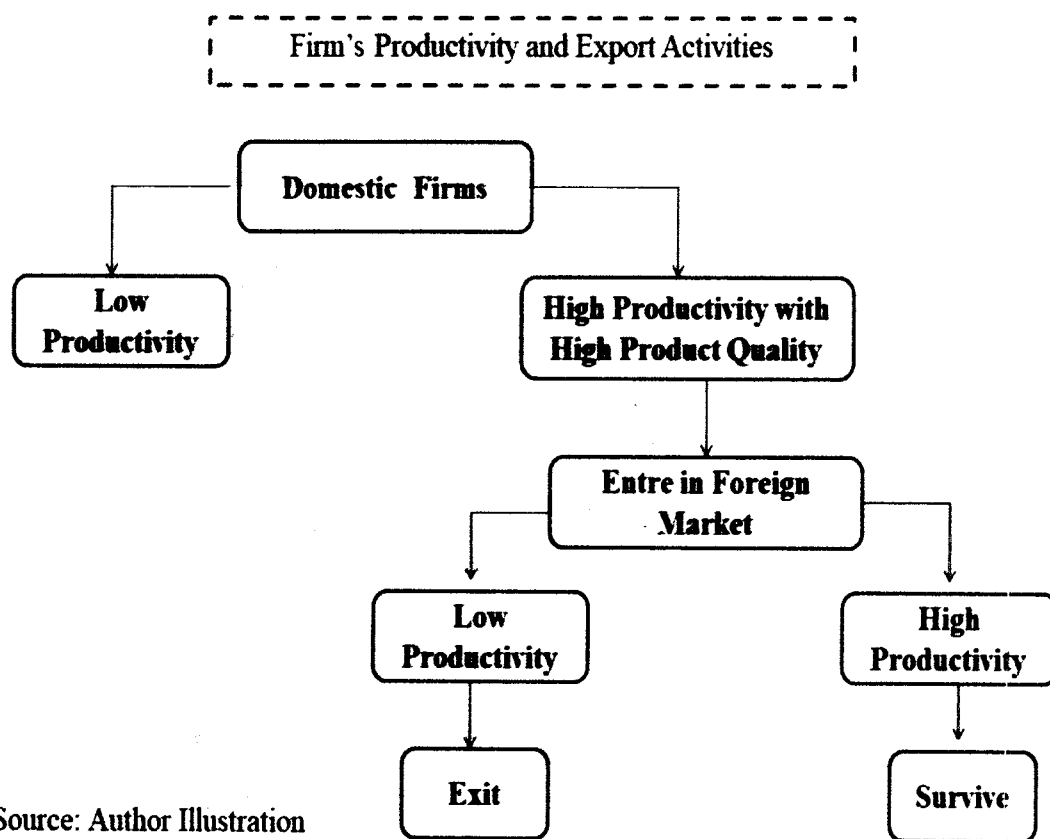 Firm's Productivity and Export Activities
Domestic Firms
Low
Productivity
High Productivity with
High Product Quality
Entre in Foreign
Market
Low
Productivity
High
Productivity
Exit
Survive
Source: Author Illustration